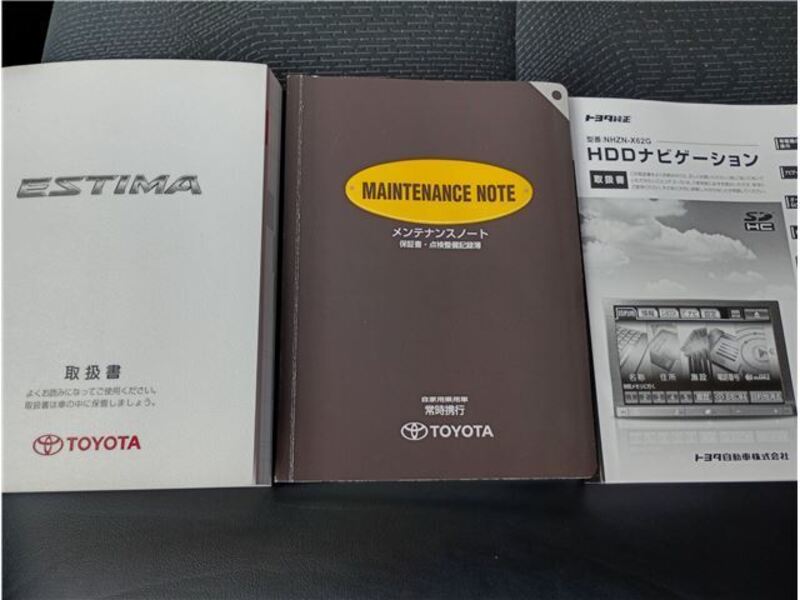 ESTIMA
取扱書
よくお読みになってご使用ください。
取扱書は車の中に保管しましょう。
TOYOTA
MAINTENANCE NOTE
メンテナンスノート
保証書・点検整備記録簿
自家用乗用車
常時携行
TOYOTA
トヨタ純正
型番:NHZN-X62G
HDDナビゲーション
取扱書
SD
HC
名称
住所
施設
電話番号
トヨタ自動車株式会社